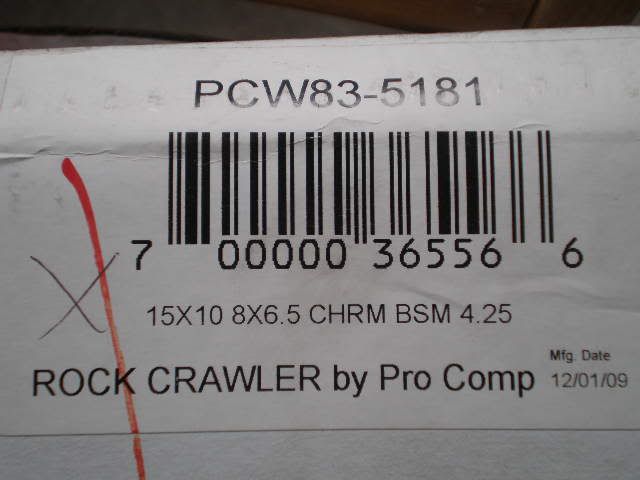 PCW83-5181
7 00000 36556 6
15X10 8X6.5 CHRM BSM 4.25
Mfg. Date
ROCK CRAWLER by Pro Comp 12/01/09